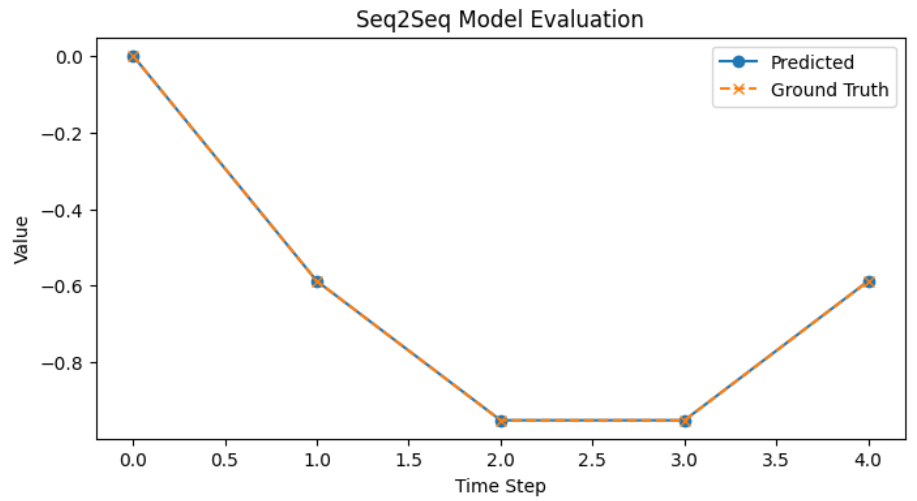 Seq2Seq Model Evaluation
Predicted
Ground Truth
0.0
−0.2
−0.4
−0.6
−0.8
Value
0.0 0.5 1.0 1.5 2.0 2.5 3.0 3.5 4.0
Time Step